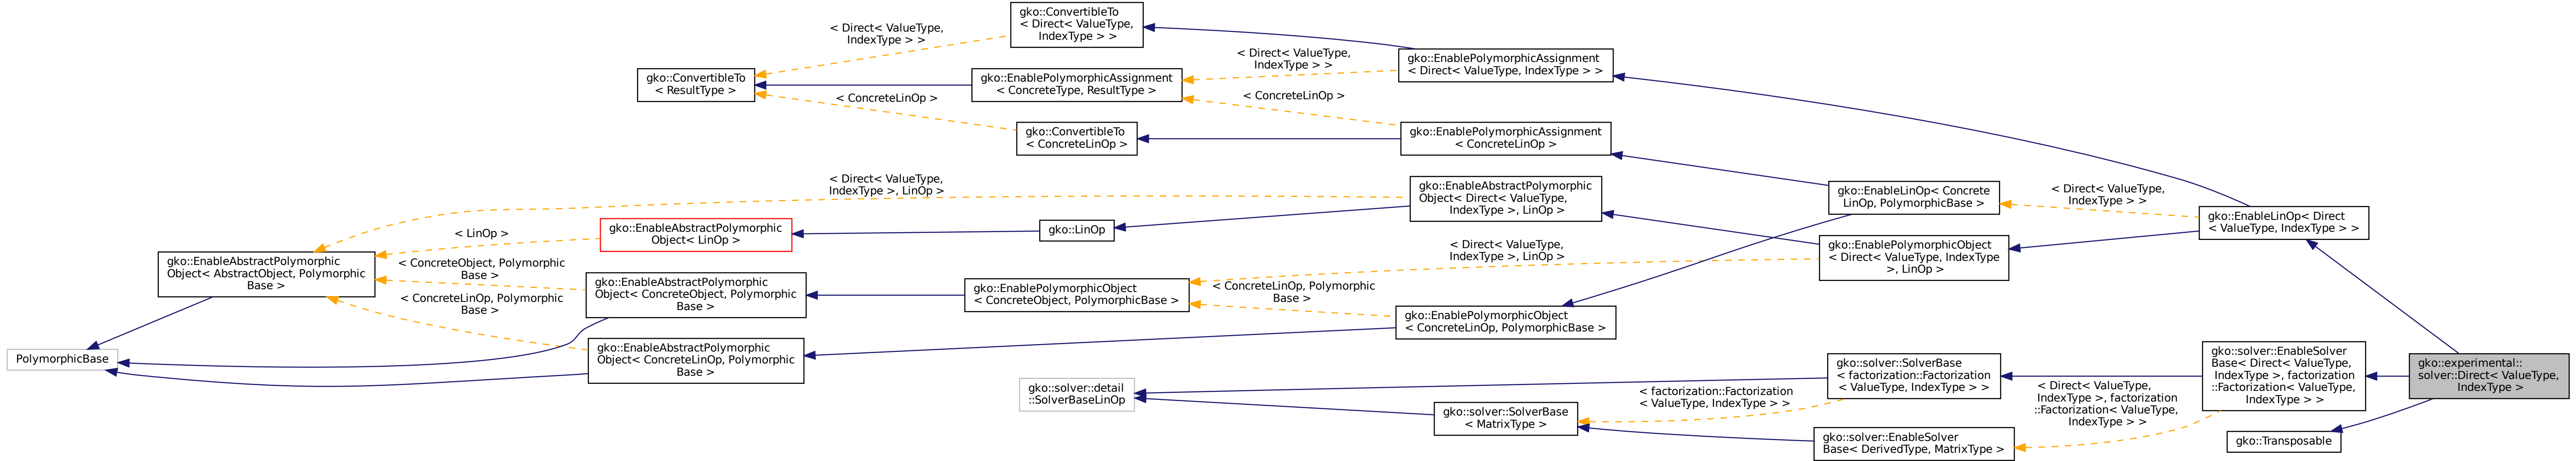 gko::ConvertibleTo
< Direct< ValueType,
IndexType > >
< Direct< ValueType,
IndexType > >
gko::ConvertibleTo
< ResultType >
gko::EnablePolymorphicAssignment
< ConcreteType, ResultType >
< Direct< ValueType,
IndexType > >
gko::EnablePolymorphicAssignment
< Direct< ValueType, IndexType > >
< ConcreteLinOp >
< ConcreteLinOp >
gko::ConvertibleTo
< ConcreteLinOp >
gko::EnablePolymorphicAssignment
< ConcreteLinOp >
< Direct< ValueType,
IndexType >, LinOp >
gko::EnableAbstractPolymorphic
Object< Direct< ValueType,
IndexType >, LinOp >
gko::EnableLinOp< Concrete
LinOp, PolymorphicBase >
< Direct< ValueType,
IndexType > >
gko::EnableLinOp< Direct
< ValueType, IndexType > >
gko::EnableAbstractPolymorphic
Object< LinOp >
gko::LinOp
< LinOp >
gko::EnablePolymorphicObject
< Direct< ValueType, IndexType
>, LinOp >
< Direct< ValueType,
IndexType >, LinOp >
gko::EnableAbstractPolymorphic
Object< AbstractObject, Polymorphic
Base >
< ConcreteObject, Polymorphic
Base >
gko::EnableAbstractPolymorphic
Object< ConcreteObject, Polymorphic
Base >
gko::EnablePolymorphicObject
< ConcreteObject, PolymorphicBase >
< ConcreteLinOp, Polymorphic
Base >
gko::EnablePolymorphicObject
< ConcreteLinOp, PolymorphicBase >
< ConcreteLinOp, Polymorphic
Base >
PolymorphicBase
gko::EnableAbstractPolymorphic
Object< ConcreteLinOp, Polymorphic
Base >
gko::solver::detail
::SolverBaseLinOp
gko::solver::SolverBase
< factorization::Factorization
< ValueType, IndexType > >
gko::solver::EnableSolver
Base< Direct< ValueType,
IndexType >, factorization
::Factorization< ValueType,
IndexType > >
gko::experimental::
solver::Direct< ValueType,
IndexType >
< factorization::Factorization
< ValueType, IndexType > >
gko::solver::SolverBase
< MatrixType >
< Direct< ValueType,
IndexType >, factorization
::Factorization< ValueType,
IndexType > >
gko::solver::EnableSolver
Base< DerivedType, MatrixType >
gko::Transposable